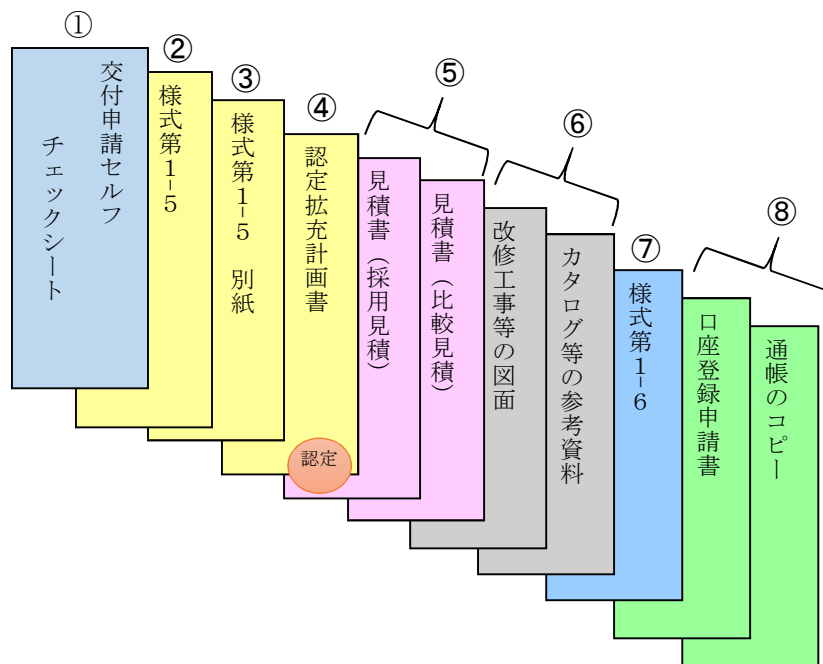 ①
交付申請セルフ
チェックシート
②
様式第1-5
③
様式第1-5 別紙
④
認定拡充計画書
認定
⑤
見積書(採用見積)
見積書(比較見積)
⑥
改修工事等の図面
カタログ等の参考資料
⑦
様式第1-6
⑧
口座登録申請書
通帳のコピー